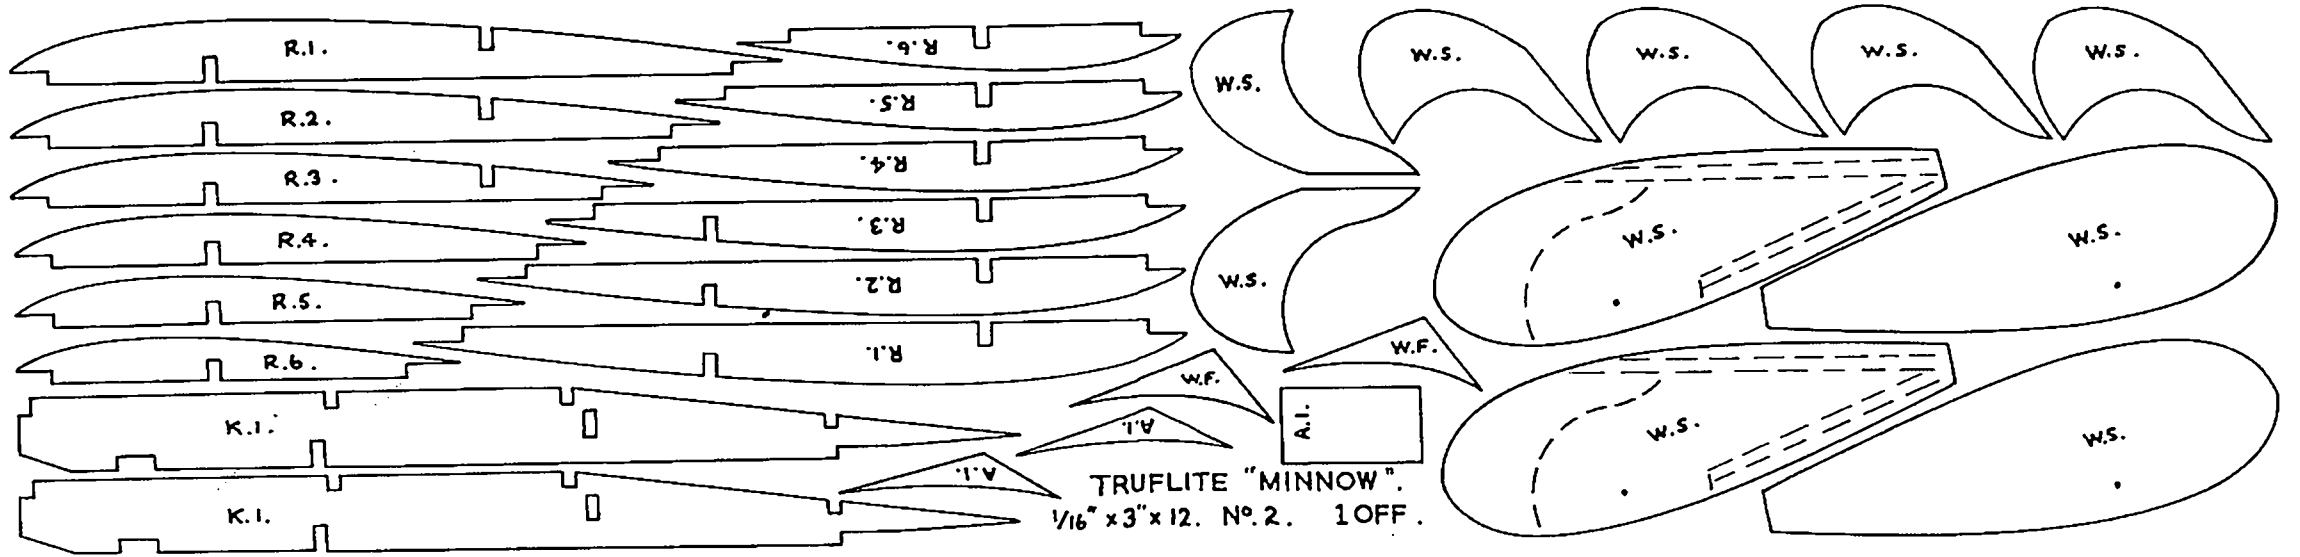 R.1.
R.2.
R.3.
R.4.
R.5.
R.6.
K.1.
K.1.
R.6.
R.5.
R.4.
R.3.
R.2.
R.1.
W.S.
W.S.
W.S.
W.S.
W.S.
W.S.
W.S.
W.S.
W.S.
W.S.
W.F.
W.F.
A.1.
A.1.
A.1.
TRUFLITE "MINNOW".
1/16" x 3" x 12. No. 2. 1 OFF.